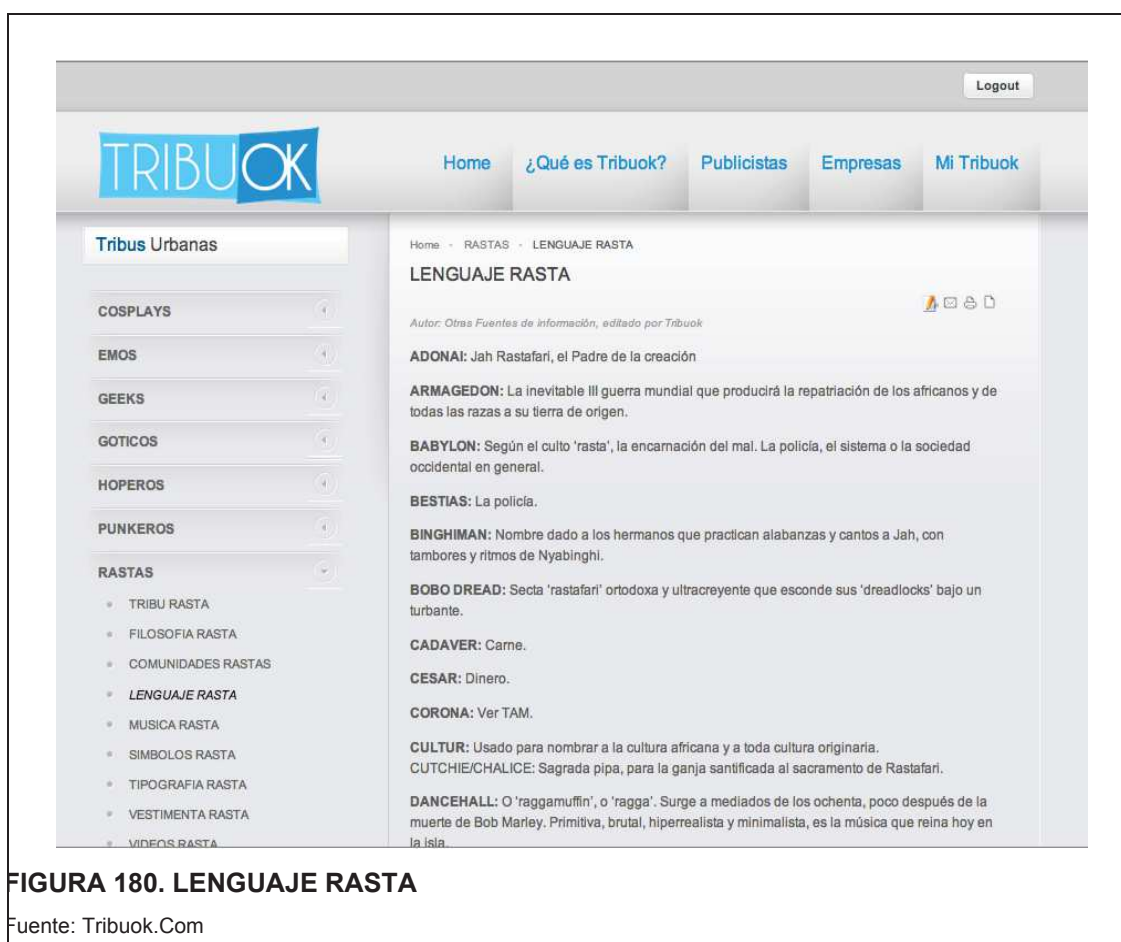 Logout
TRIBUOK
Home ¿Qué es Tribuok? Publicistas Empresas Mi Tribuok
Tribus Urbanas
COSPLAYS
EMOS
GEEKS
GOTICOS
HOPEROS
PUNKEROS
RASTAS
TRIBU RASTA
FILOSOFIA RASTA
COMUNIDADES RASTAS
LENGUAJE RASTA
MUSICA RASTA
SIMBOLOS RASTA
TIPOGRAFIA RASTA
VESTIMENTA RASTA
VIDEOS RASTA
Home - RASTAS - LENGUAJE RASTA
LENGUAJE RASTA
Autor: Otras Fuentes de información, editado por Tribuok
ADONAI: Jah Rastafari, el Padre de la creación
ARMAGEDON: La inevitable III guerra mundial que producirá la repatriación de los africanos y de
todas las razas a su tierra de origen.
BABYLON: Según el culto 'rasta', la encarnación del mal. La policía, el sistema o la sociedad
occidental en general.
BESTIAS: La policía.
BINGHIMAN: Nombre dado a los hermanos que practican alabanzas y cantos a Jah, con
tambores y ritmos de Nyabinghi.
BOBO DREAD: Secta 'rastafari' ortodoxa y ultracreyente que esconde sus 'dreadlocks' bajo un
turbante.
CADAVER: Carne.
CESAR: Dinero.
CORONA: Ver TAM.
CULTUR: Usado para nombrar a la cultura africana y a toda cultura originaria.
CUTCHIE/CHALICE: Sagrada pipa, para la ganja santificada al sacramento de Rastafari.
DANCEHALL: O 'raggamuffin', o 'ragga'. Surge a mediados de los ochenta, poco después de la
muerte de Bob Marley. Primitiva, brutal, hiperrealista y minimalista, es la música que reina hoy en
la isla.
FIGURA 180. LENGUAJE RASTA
Fuente: Tribuok.Com